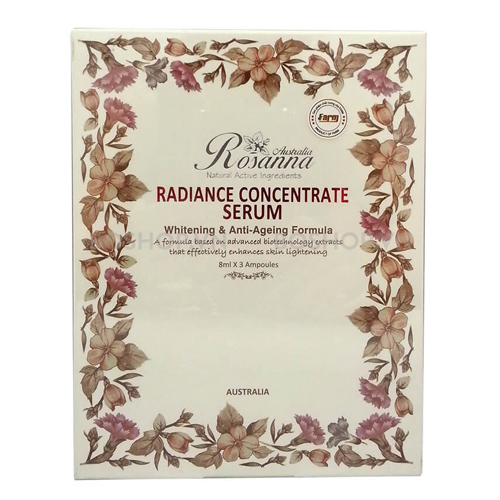 Australia
Rosanna
Natural Active Ingredients
RADIANCE CONCENTRATE
SERUM
Whitening & Anti-Ageing Formula
A formula based on advanced biotechnology extracts
that effectively enhances skin lightening
8ml X 3 Ampoules
AUSTRALIA